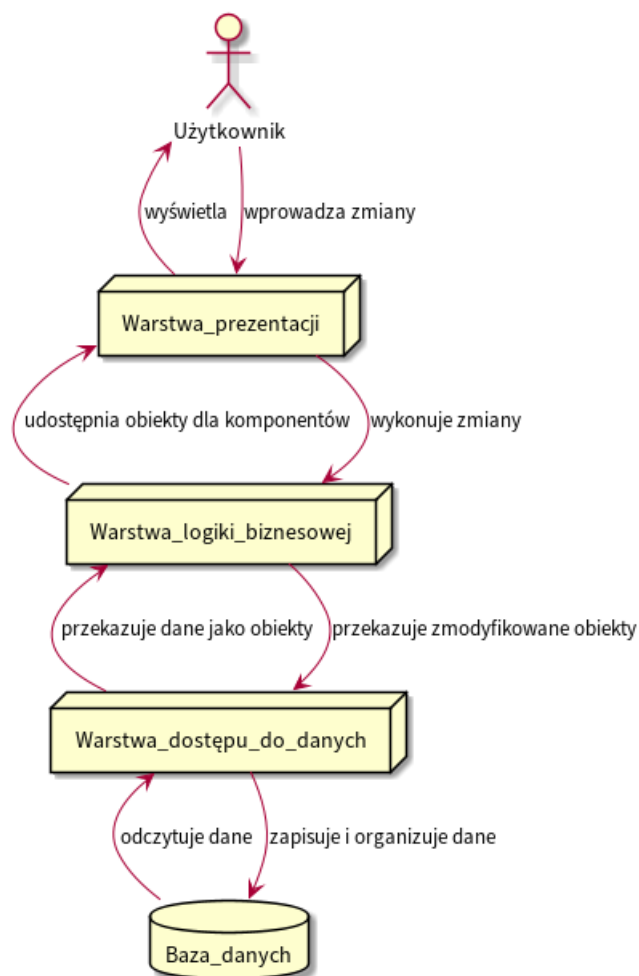 Użytkownik
wyświetla
wprowadza zmiany
Warstwa_prezentacji
udostępnia obiekty dla komponentów
wykonuje zmiany
Warstwa_logiki_biznesowej
przekazuje dane jako obiekty
przekazuje zmodyfikowane obiekty
Warstwa_dostępu_do_danych
odczytuje dane
zapisuje i organizuje dane
Baza_danych